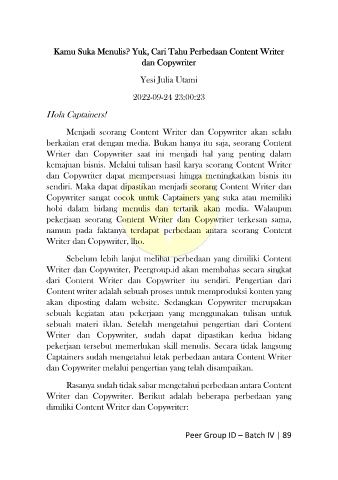 Kamu Suka Menulis? Yuk, Cari Tahu Perbedaan Content Writer
dan Copywriter
Yesi Julia Utami
2022-09-24 23:00:23
Hola Captainers!
Menjadi seorang Content Writer dan Copywriter akan selalu
berkaitan erat dengan media. Bukan hanya itu saja, seorang Content
Writer dan Copywriter saat ini menjadi hal yang penting dalam
kemajuan bisnis. Melalui tulisan hasil karya seorang Content Writer
dan Copywriter dapat mempersuasi hingga meningkatkan bisnis itu
sendiri. Maka dapat dipastikan menjadi seorang Content Writer dan
Copywriter sangat cocok untuk Captainers yang suka atau memiliki
hobi dalam bidang menulis dan tertarik akan media. Walaupun
pekerjaan seorang Content Writer dan Copywriter terkesan sama,
namun pada faktanya terdapat perbedaan antara seorang Content
Writer dan Copywriter, lho.
Sebelum lebih lanjut melihat perbedaan yang dimiliki Content
Writer dan Copywriter, Peergroup.id akan membahas secara singkat
dari Content Writer dan Copywriter itu sendiri. Pengertian dari
Content writer adalah sebuah proses untuk memproduksi konten yang
akan diposting dalam website. Sedangkan Copywriter merupakan
sebuah kegiatan atau pekerjaan yang menggunakan tulisan untuk
sebuah materi iklan. Setelah mengetahui pengertian dari Content
Writer dan Copywriter, sudah dapat dipastikan kedua bidang
pekerjaan tersebut memerlukan skill menulis. Secara tidak langsung
Captainers sudah mengetahui letak perbedaan antara Content Writer
dan Copywriter melalui pengertian yang telah disampaikan.
Rasanya sudah tidak sabar mengetahui perbedaan antara Content
Writer dan Copywriter. Berikut adalah beberapa perbedaan yang
dimiliki Content Writer dan Copywriter:
Peer Group ID – Batch IV | 89